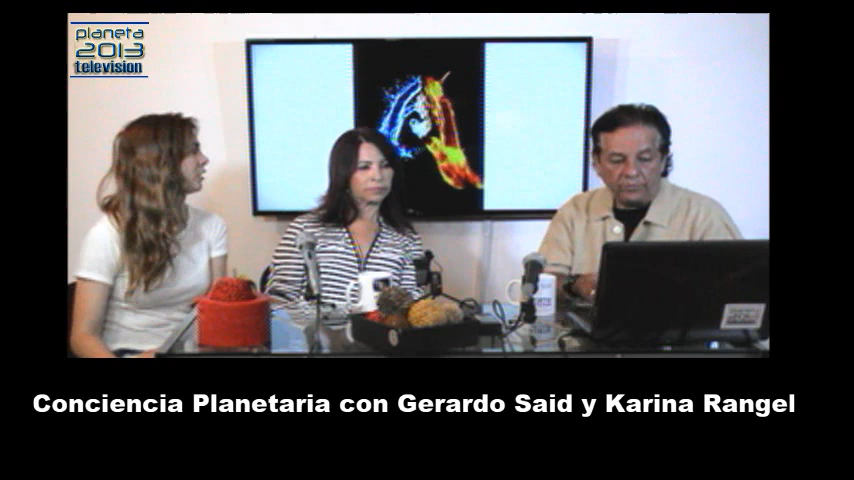 planeta
2013
television
Conciencia Planetaria con Gerardo Said y Karina Rangel